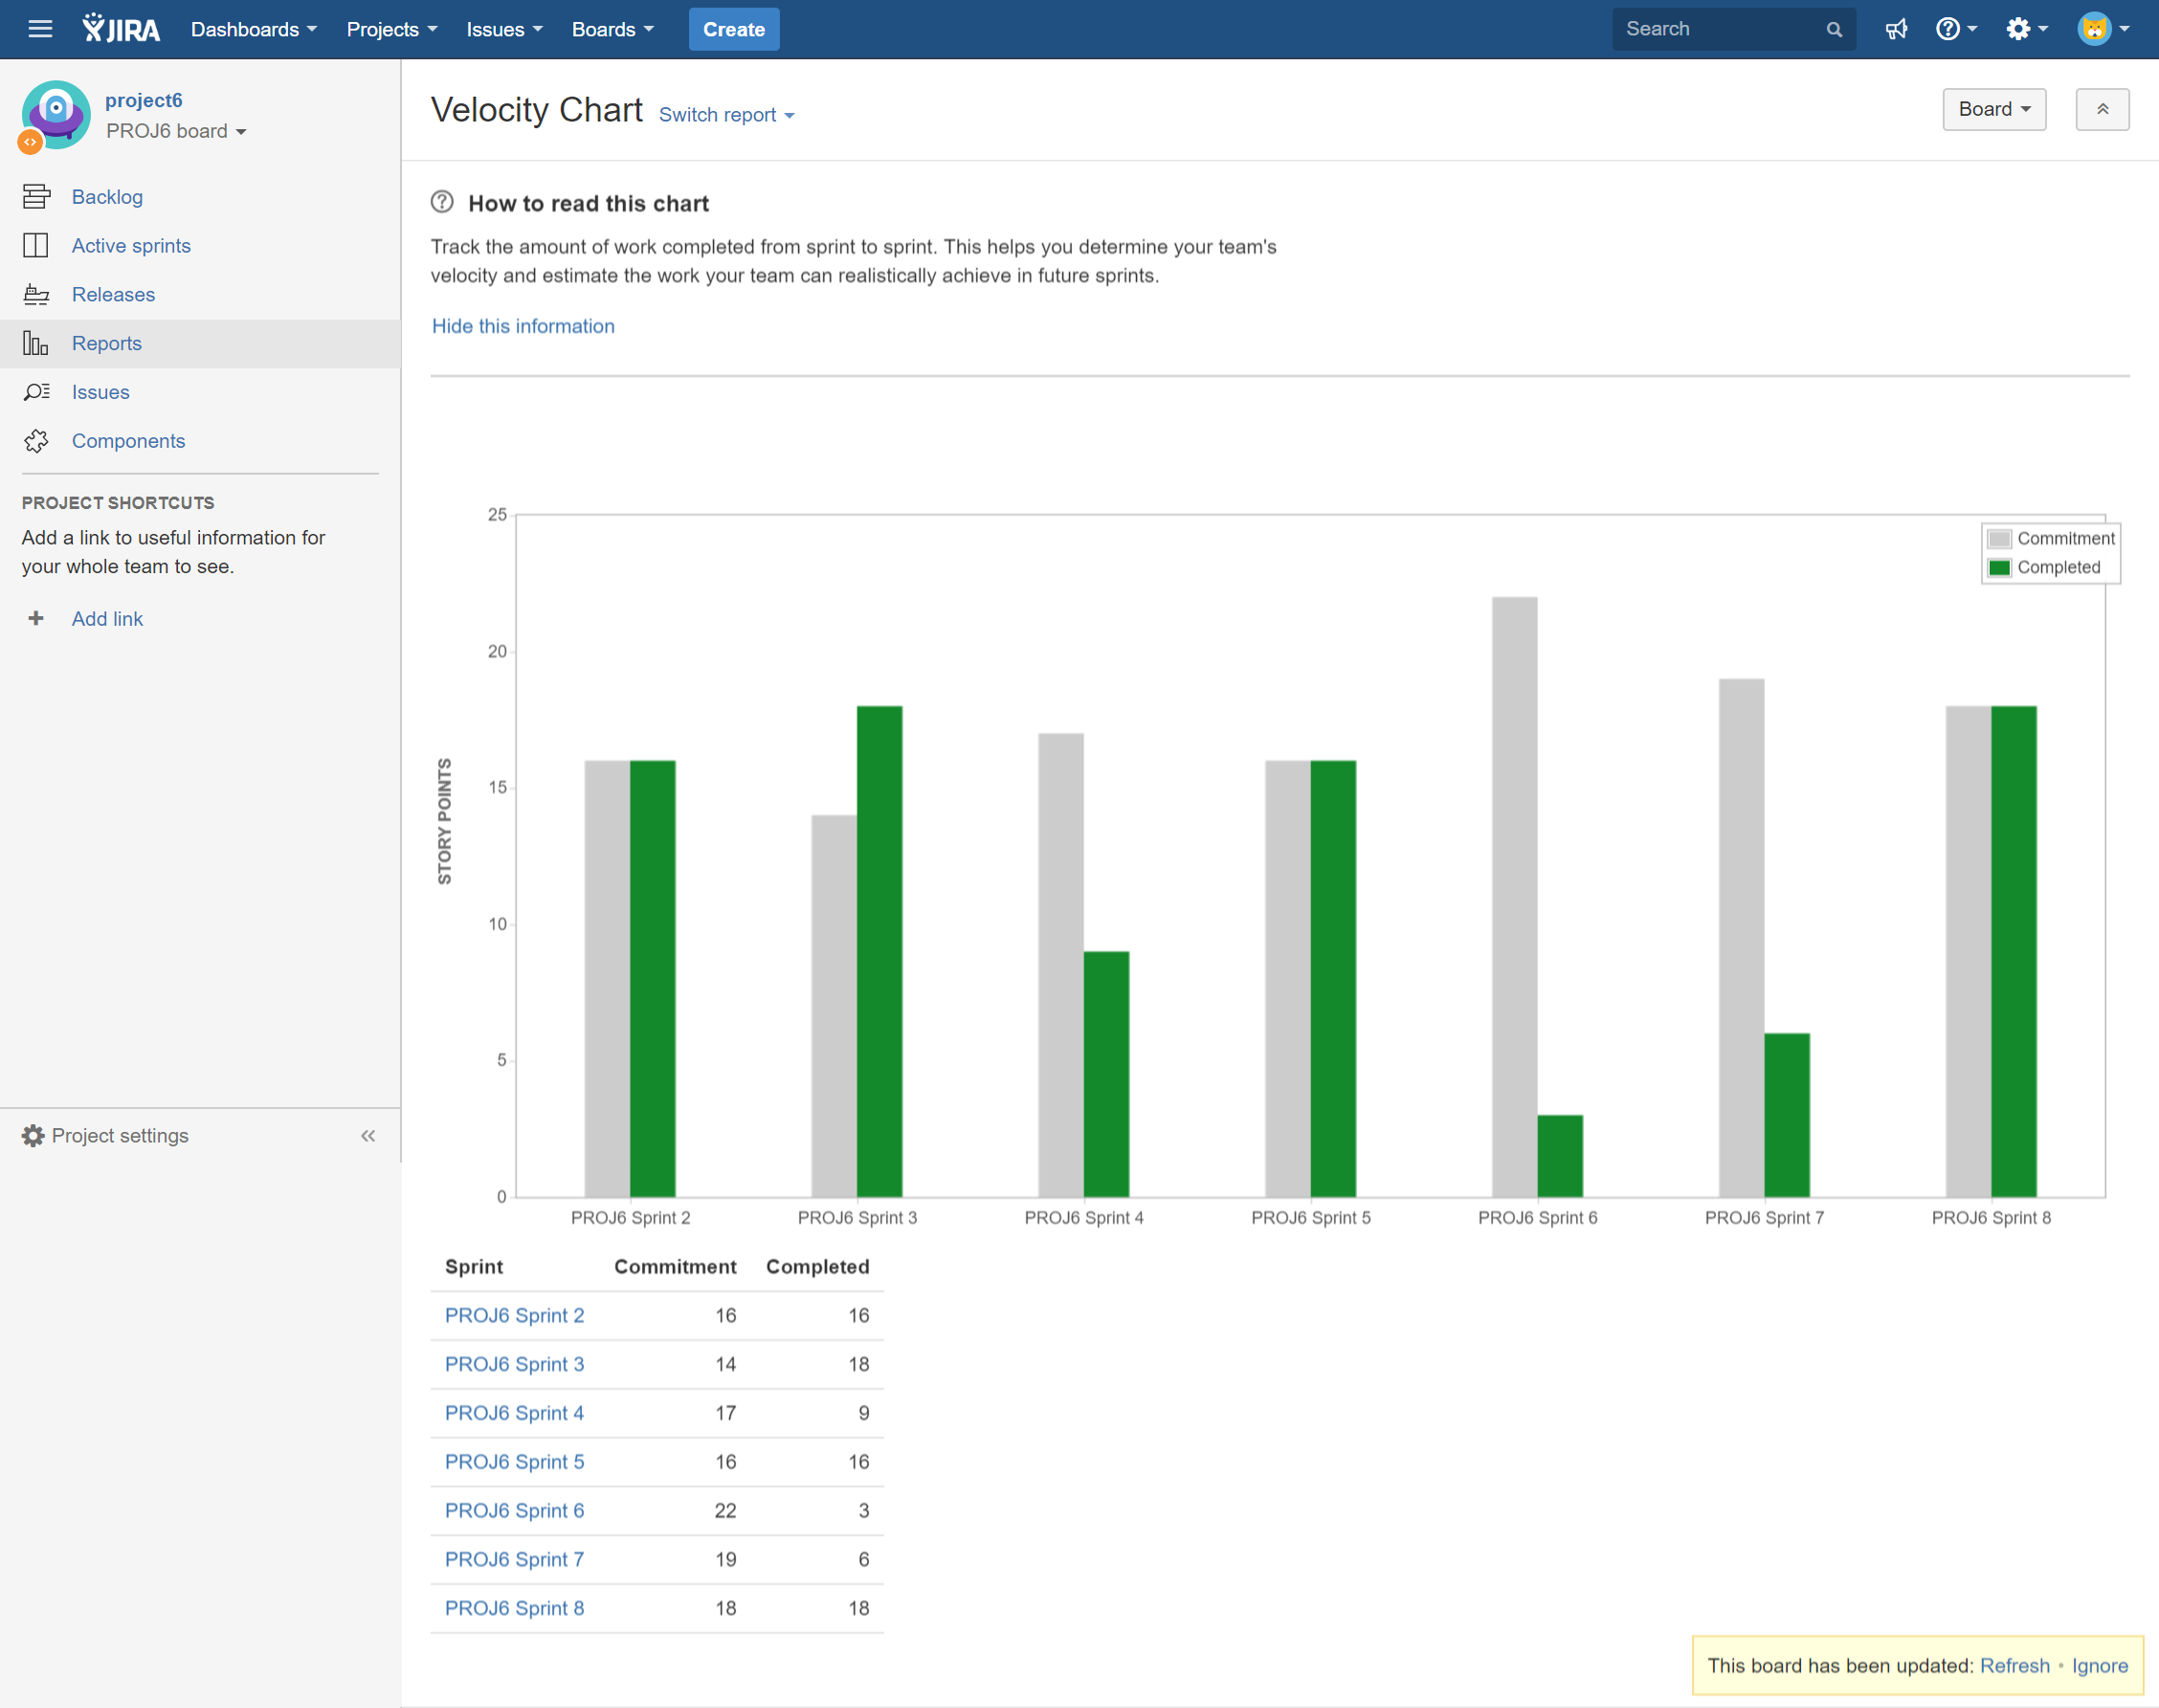 JIRA Dashboards Projects Issues Boards Create Search
project6
PROJ6 board
Backlog
Active sprints
Releases
Reports
Issues
Components
PROJECT SHORTCUTS
Add a link to useful information for
your whole team to see.
Add link
Project settings
Velocity Chart Switch report Board
How to read this chart
Track the amount of work completed from sprint to sprint. This helps you determine your team's
velocity and estimate the work your team can realistically achieve in future sprints.
Hide this information
STORY POINTS
25
20
15
10
5
0
Commitment
Completed
PROJ6 Sprint 2 PROJ6 Sprint 3 PROJ6 Sprint 4 PROJ6 Sprint 5 PROJ6 Sprint 6 PROJ6 Sprint 7 PROJ6 Sprint 8
Sprint Commitment Completed
PROJ6 Sprint 2 16 16
PROJ6 Sprint 3 14 18
PROJ6 Sprint 4 17 9
PROJ6 Sprint 5 16 16
PROJ6 Sprint 6 22 3
PROJ6 Sprint 7 19 6
PROJ6 Sprint 8 18 18
This board has been updated: Refresh • Ignore